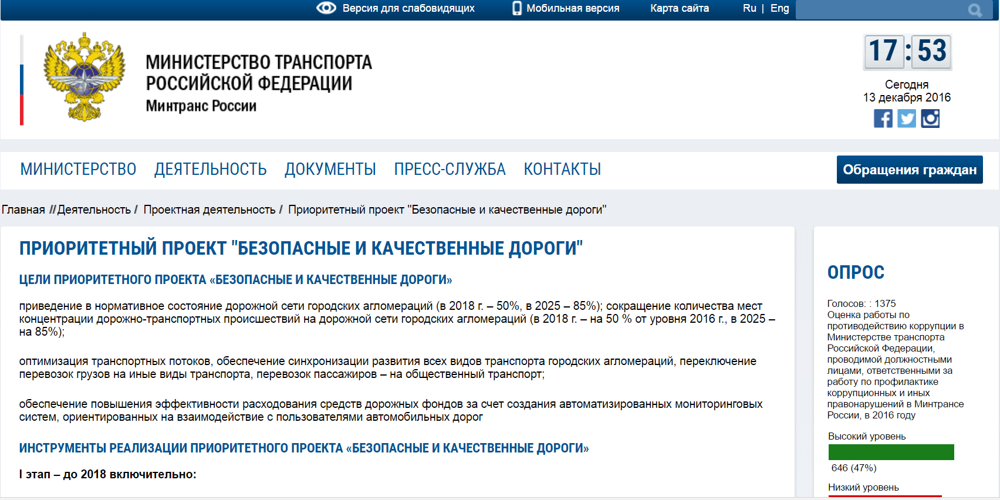 Версия для слабовидящих Мобильная версия Карта сайта Ru | Eng
МИНИСТЕРСТВО ТРАНСПОРТА
РОССИЙСКОЙ ФЕДЕРАЦИИ
Минтранс России
17:53
Сегодня
13 декабря 2016
МИНИСТЕРСТВО ДЕЯТЕЛЬНОСТЬ ДОКУМЕНТЫ ПРЕСС-СЛУЖБА КОНТАКТЫ
Обращения граждан
Главная // Деятельность / Проектная деятельность / Приоритетный проект "Безопасные и качественные дороги"
ПРИОРИТЕТНЫЙ ПРОЕКТ "БЕЗОПАСНЫЕ И КАЧЕСТВЕННЫЕ ДОРОГИ"
ЦЕЛИ ПРИОРИТЕТНОГО ПРОЕКТА «БЕЗОПАСНЫЕ И КАЧЕСТВЕННЫЕ ДОРОГИ»
приведение в нормативное состояние дорожной сети городских агломераций (в 2018 г. – 50%, в 2025 – 85%); сокращение количества мест
концентрации дорожно-транспортных происшествий на дорожной сети городских агломераций (в 2018 г. – на 50 % от уровня 2016 г., в 2025 –
на 85%);
оптимизация транспортных потоков, обеспечение синхронизации развития всех видов транспорта городских агломераций, переключение
перевозок грузов на иные виды транспорта, перевозок пассажиров – на общественный транспорт;
обеспечение повышения эффективности расходования средств дорожных фондов за счет создания автоматизированных мониторинговых
систем, ориентированных на взаимодействие с пользователями автомобильных дорог
ИНСТРУМЕНТЫ РЕАЛИЗАЦИИ ПРИОРИТЕТНОГО ПРОЕКТА «БЕЗОПАСНЫЕ И КАЧЕСТВЕННЫЕ ДОРОГИ»
I этап – до 2018 включительно:
ОПРОС
Голосов: : 1375
Оценка работы по
противодействию коррупции в
Министерстве транспорта
Российской Федерации,
проводимой должностными
лицами, ответственными за
работу по профилактике
коррупционных и иных
правонарушений в Минтрансе
России, в 2016 году
Высокий уровень
646 (47%)
Низкий уровень